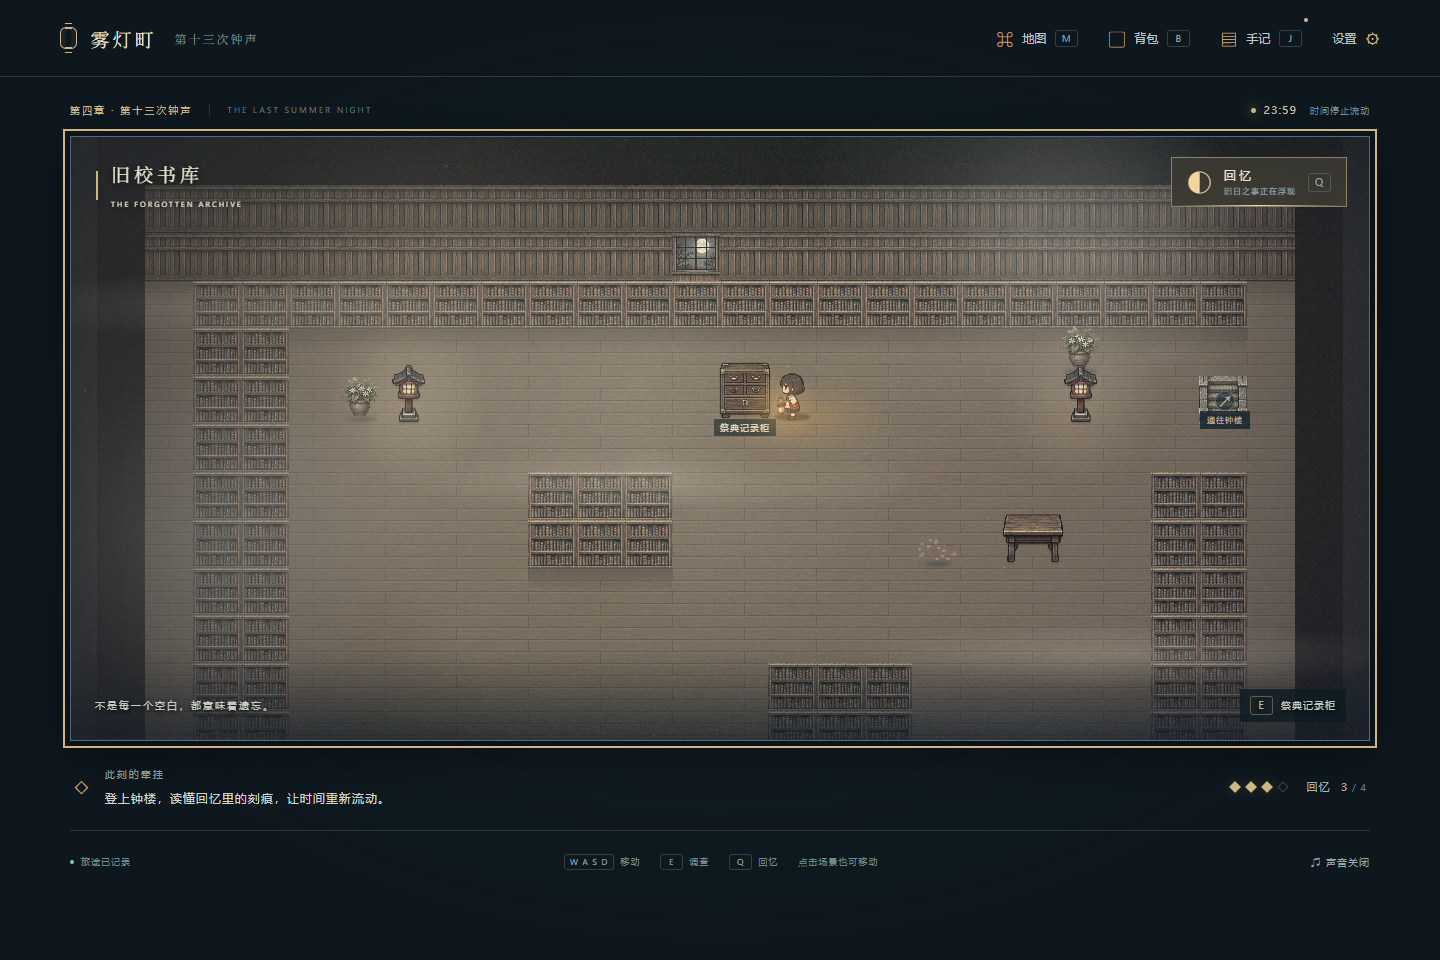 雾灯町 第十三次钟声 地图 M 背包 B 手记 J 设置
第四章 · 第十三次钟声 THE LAST SUMMER NIGHT 23:59 时间停止流动
旧校书库
THE FORGOTTEN ARCHIVE
回忆
旧日之事正在浮现
Q
祭典记录柜
通往钟楼
不是每一个空白，都意味着遗忘。
E 祭典记录柜
此刻的牵挂
登上钟楼，读懂回忆里的刻痕，让时间重新流动。
回忆 3 / 4
旅途已记录 WASD 移动 E 调查 Q 回忆 点击场景也可移动 声音关闭